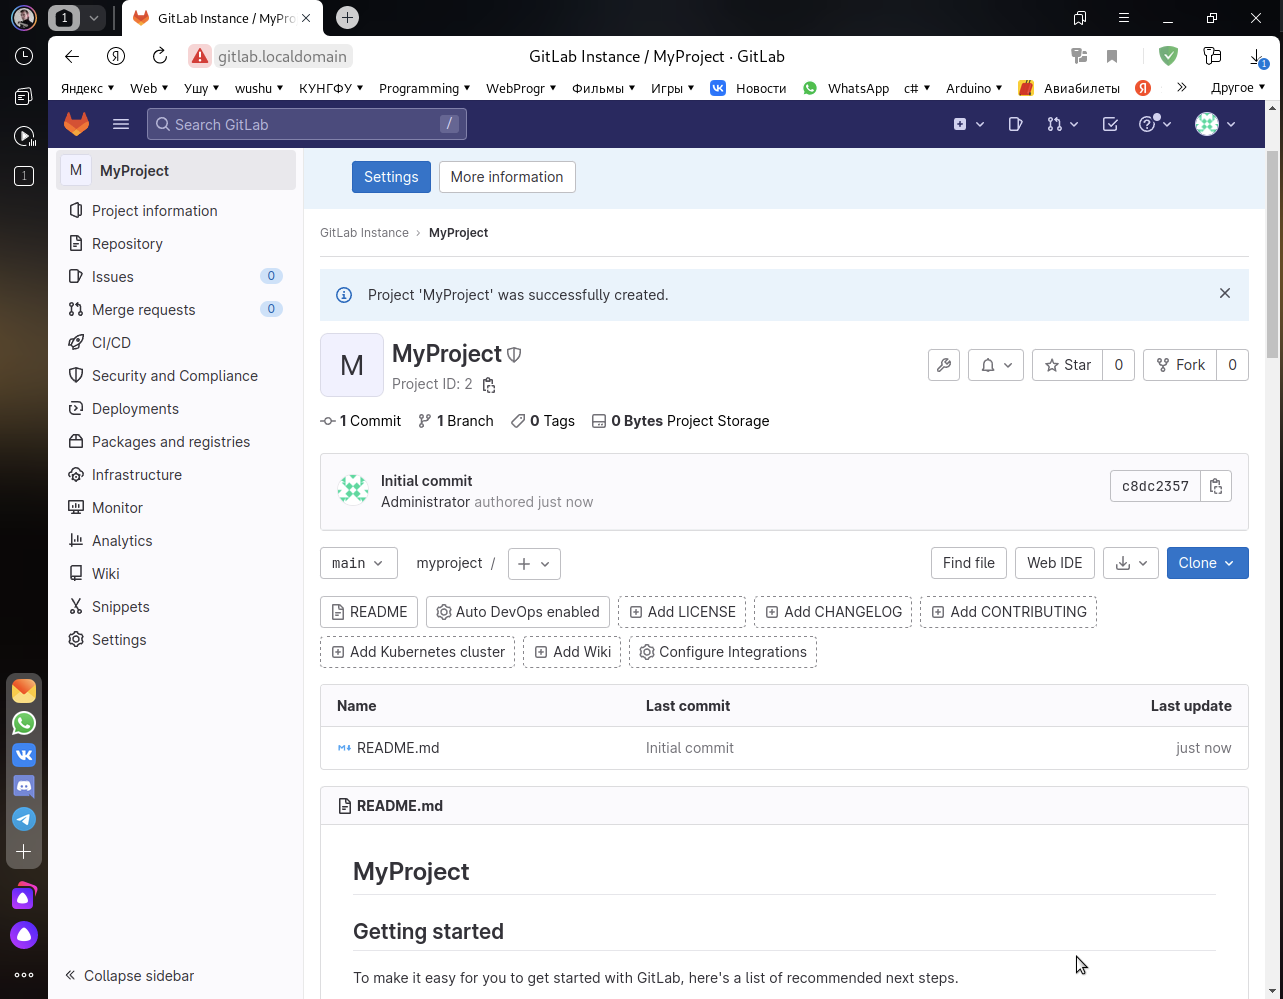 1
GitLab Instance / MyPro
gitlab.localdomain
GitLab Instance / MyProject · GitLab
1
Яндекс Web Ушу wushu КУНГФУ Programming WebProgr Фильмы Игры Новости WhatsApp c# Arduino Авиабилеты Я » Другое
Search GitLab /
1
M MyProject
Project information
Repository
Issues 0
Merge requests 0
CI/CD
Security and Compliance
Deployments
Packages and registries
Infrastructure
Monitor
Analytics
Wiki
Snippets
Settings
Collapse sidebar
Settings More information
GitLab Instance › MyProject
Project 'MyProject' was successfully created.
M
MyProject
Project ID: 2
Star 0 Fork 0
1 Commit 1 Branch 0 Tags 0 Bytes Project Storage
Initial commit
Administrator authored just now
c8dc2357
main myproject / + Find file Web IDE Clone
README Auto DevOps enabled Add LICENSE Add CHANGELOG Add CONTRIBUTING
Add Kubernetes cluster Add Wiki Configure Integrations
Name Last commit Last update
README.md Initial commit just now
README.md
MyProject
Getting started
To make it easy for you to get started with GitLab, here's a list of recommended next steps.